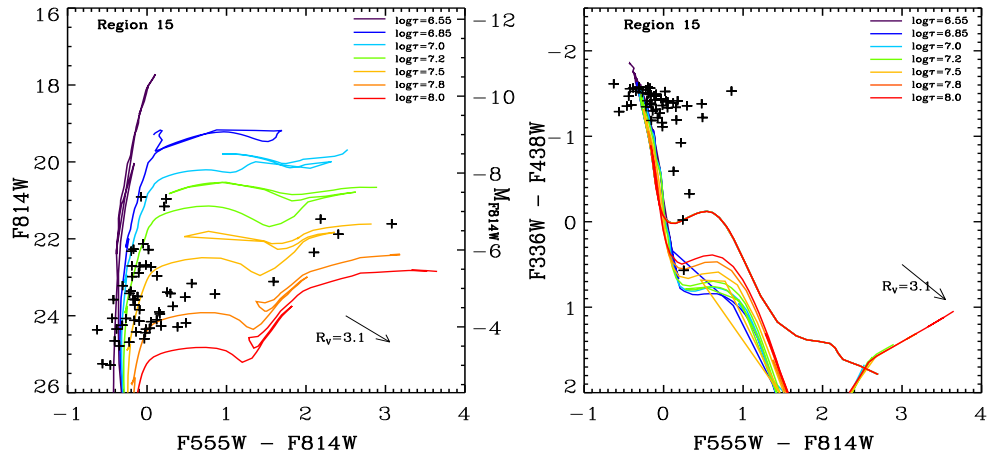 Region 15
logτ=6.55
logτ=6.85
logτ=7.0
logτ=7.2
logτ=7.5
logτ=7.8
logτ=8.0
16
18
20
22
24
26
F814W
−12
−10
−8
−6
−4
M_F814W
R_V=3.1
−1
0
1
2
3
4
F555W − F814W
Region 15
logτ=6.55
logτ=6.85
logτ=7.0
logτ=7.2
logτ=7.5
logτ=7.8
logτ=8.0
−2
−1
0
1
2
F336W − F438W
R_V=3.1
−1
0
1
2
3
4
F555W − F814W